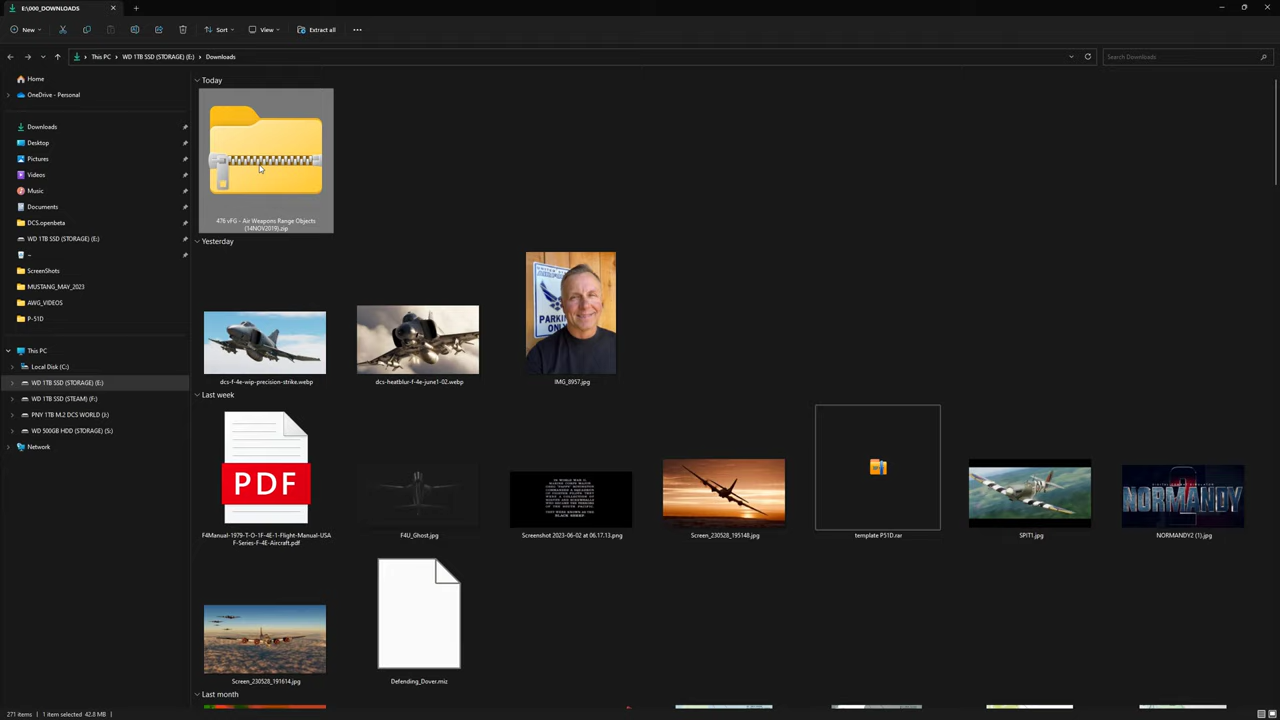 E:\000_DOWNLOADS
New
Sort
View
Extract all
This PC
WD 1TB SSD (STORAGE) (E:)
Downloads
Search Downloads
Home
OneDrive - Personal
Downloads
Desktop
Pictures
Videos
Music
Documents
DCS.openbeta
WD 1TB SSD (STORAGE) (E:)
~
ScreenShots
MUSTANG_MAY_2023
AWG_VIDEOS
P-51D
This PC
Local Disk (C:)
WD 1TB SSD (STORAGE) (E:)
WD 1TB SSD (STEAM) (F:)
PNY 1TB M.2 DCS WORLD (J:)
WD 500GB HDD (STORAGE) (S:)
Network
Today
476 vFG - Air Weapons Range Objects
(14NOV2019).zip
Yesterday
PARKIN
ONLY
dcs-f-4e-wip-precision-strike.webp
dcs-heatblur-f-4e-june1-02.webp
IMG_8957.jpg
Last week
PDF
NORMANDY
2
F4Manual-1979-T-O-1F-4E-1-Flight-Manual-USA
F-Series-F-4E-Aircraft.pdf
F4U_Ghost.jpg
Screenshot 2023-06-02 at 06.17.13.png
Screen_230528_195148.jpg
template P51D.rar
SPIT1.jpg
NORMANDY2 (1).jpg
Screen_230528_191614.jpg
Defending_Dover.miz
Last month
271 items
1 item selected 42.8 MB